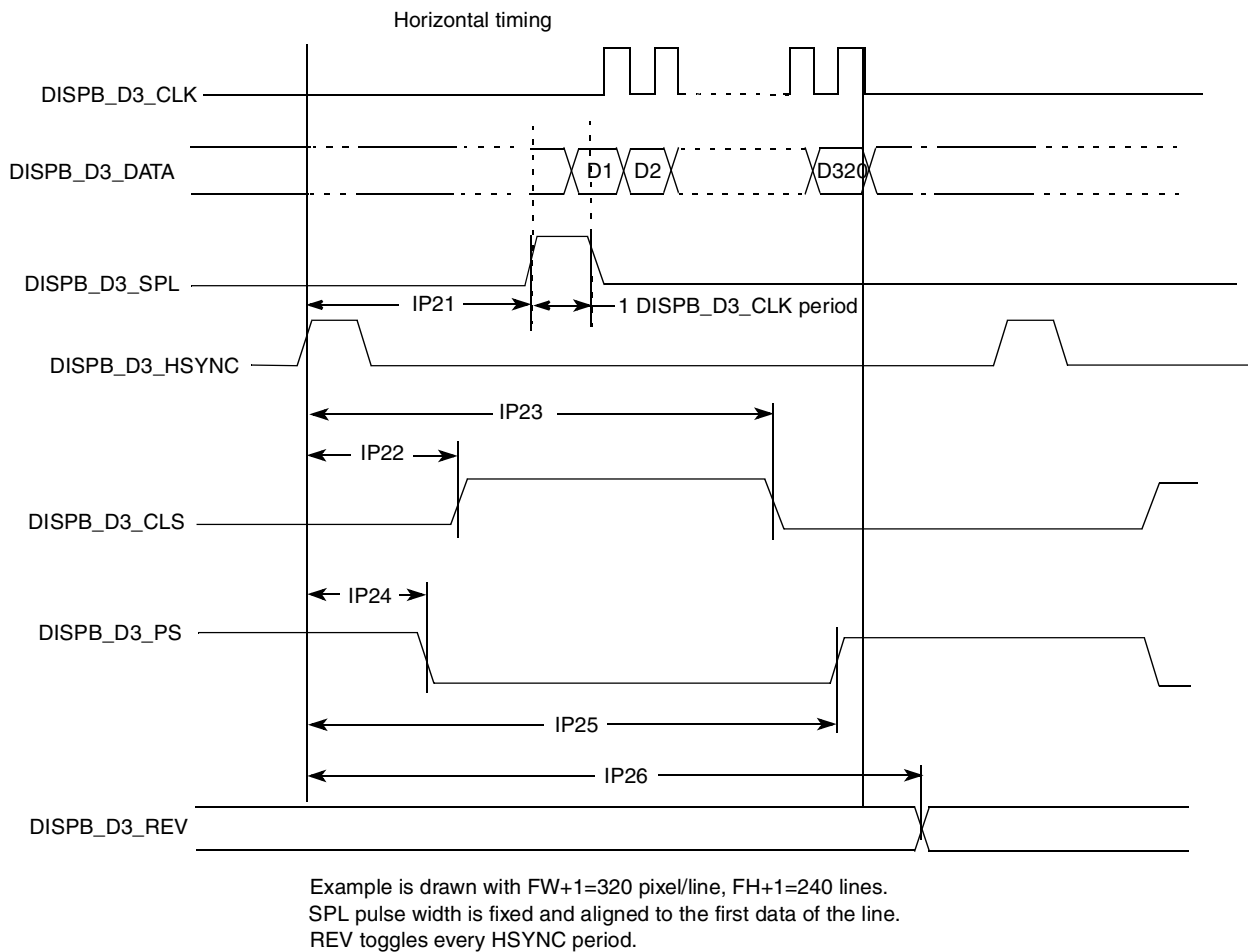 Horizontal timing
DISPB_D3_CLK
DISPB_D3_DATA
D1
D2
D320
DISPB_D3_SPL
IP21
1 DISPB_D3_CLK period
DISPB_D3_HSYNC
IP23
IP22
DISPB_D3_CLS
IP24
DISPB_D3_PS
IP25
IP26
DISPB_D3_REV
Example is drawn with FW+1=320 pixel/line, FH+1=240 lines.
SPL pulse width is fixed and aligned to the first data of the line.
REV toggles every HSYNC period.